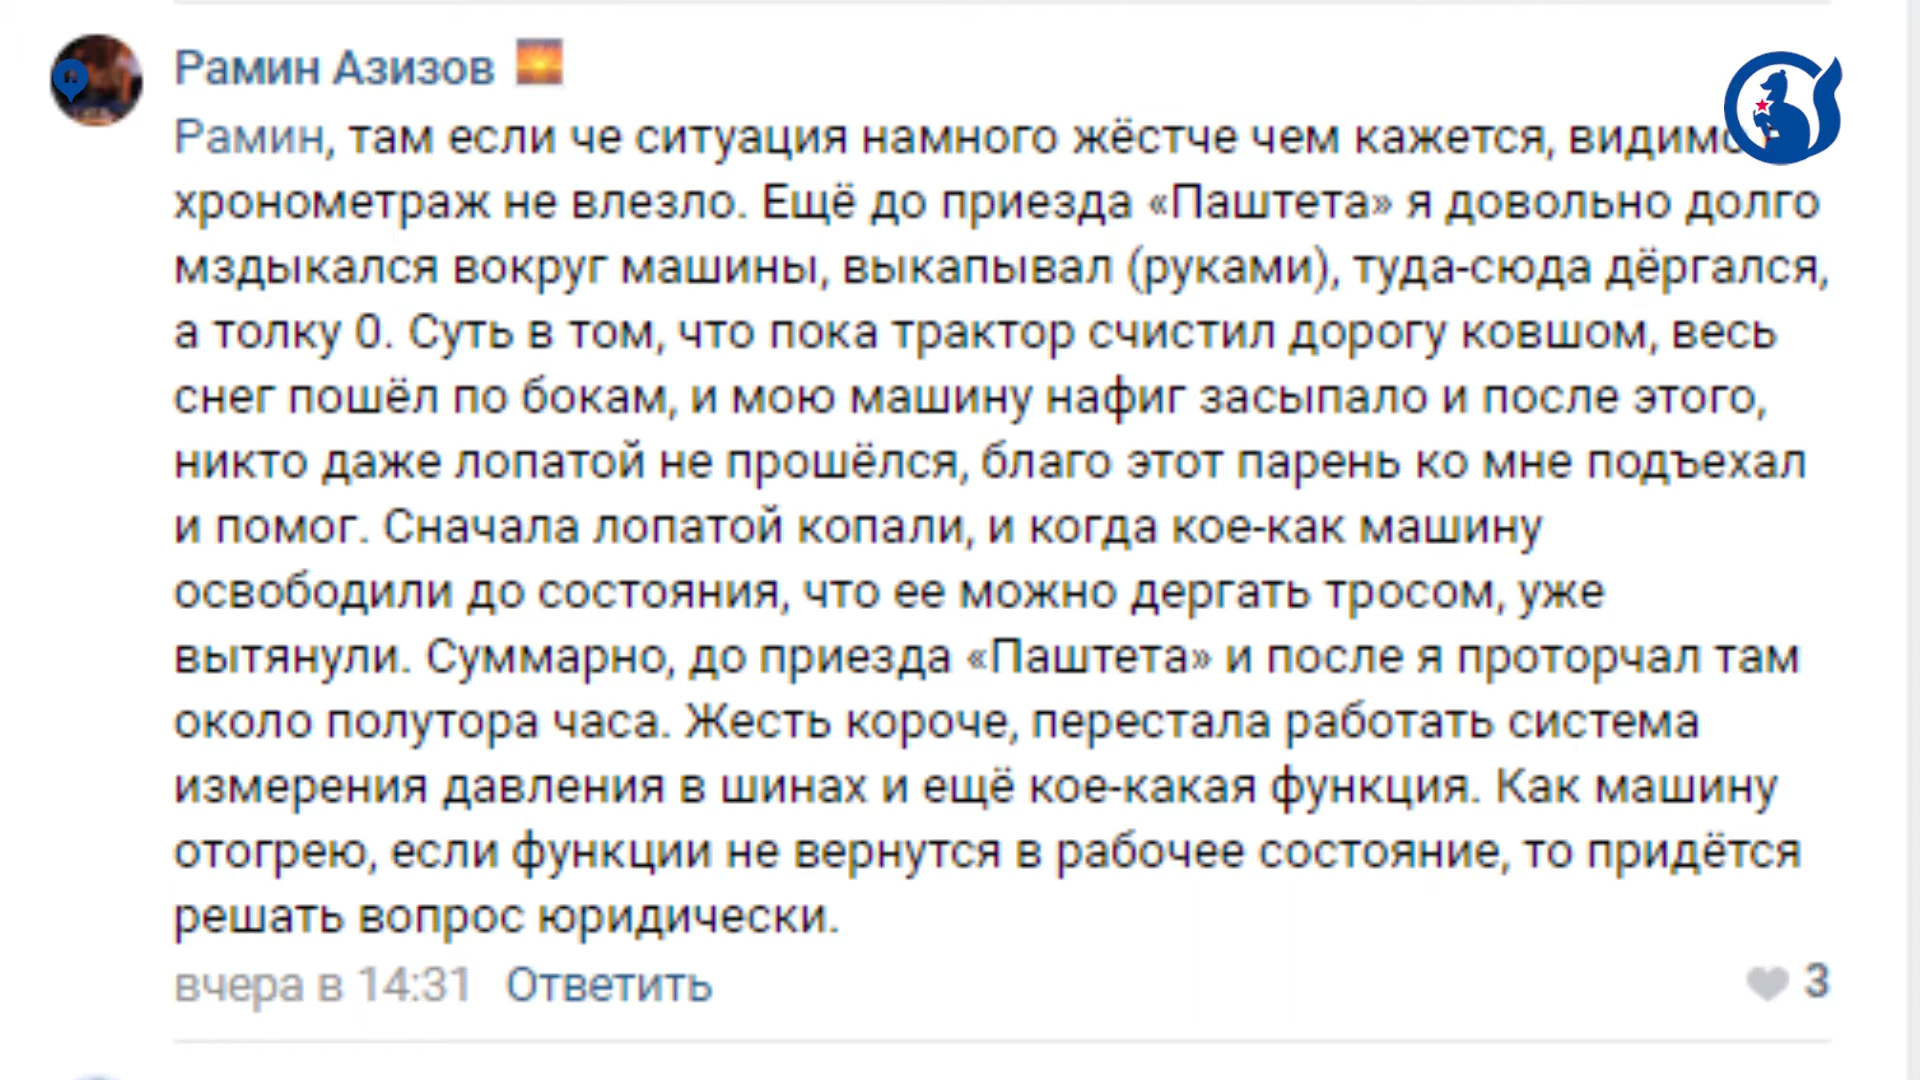 Рамин Азизов
Рамин, там если че ситуация намного жёстче чем кажется, видимо
хронометраж не влезло. Ещё до приезда «Паштета» я довольно долго
мздыкался вокруг машины, выкапывал (руками), туда-сюда дёргался,
а толку 0. Суть в том, что пока трактор счистил дорогу ковшом, весь
снег пошёл по бокам, и мою машину нафиг засыпало и после этого,
никто даже лопатой не прошёлся, благо этот парень ко мне подъехал
и помог. Сначала лопатой копали, и когда кое-как машину
освободили до состояния, что ее можно дергать тросом, уже
вытянули. Суммарно, до приезда «Паштета» и после я проторчал там
около полутора часа. Жесть короче, перестала работать система
измерения давления в шинах и ещё кое-какая функция. Как машину
отогрею, если функции не вернутся в рабочее состояние, то придётся
решать вопрос юридически.
вчера в 14:31 Ответить 3